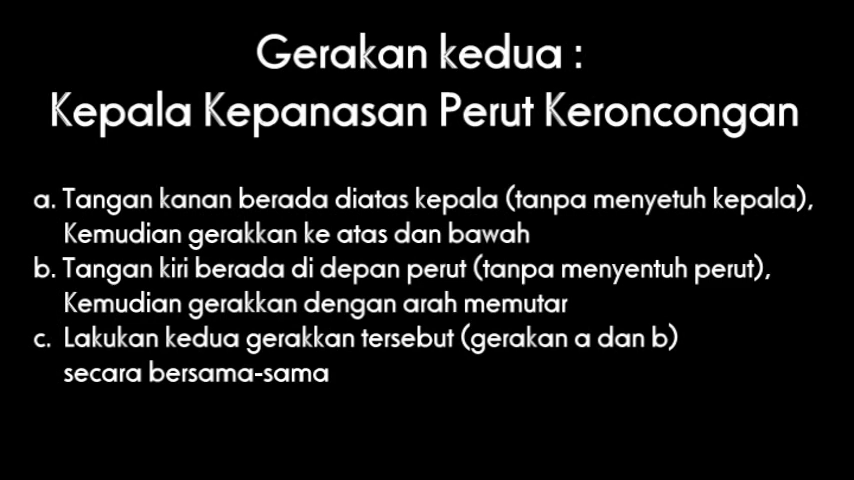 Gerakan kedua :
Kepala Kepanasan Perut Keroncongan
a. Tangan kanan berada diatas kepala (tanpa menyetuh kepala),
Kemudian gerakkan ke atas dan bawah
b. Tangan kiri berada di depan perut (tanpa menyentuh perut),
Kemudian gerakkan dengan arah memutar
c. Lakukan kedua gerakkan tersebut (gerakan a dan b)
secara bersama-sama